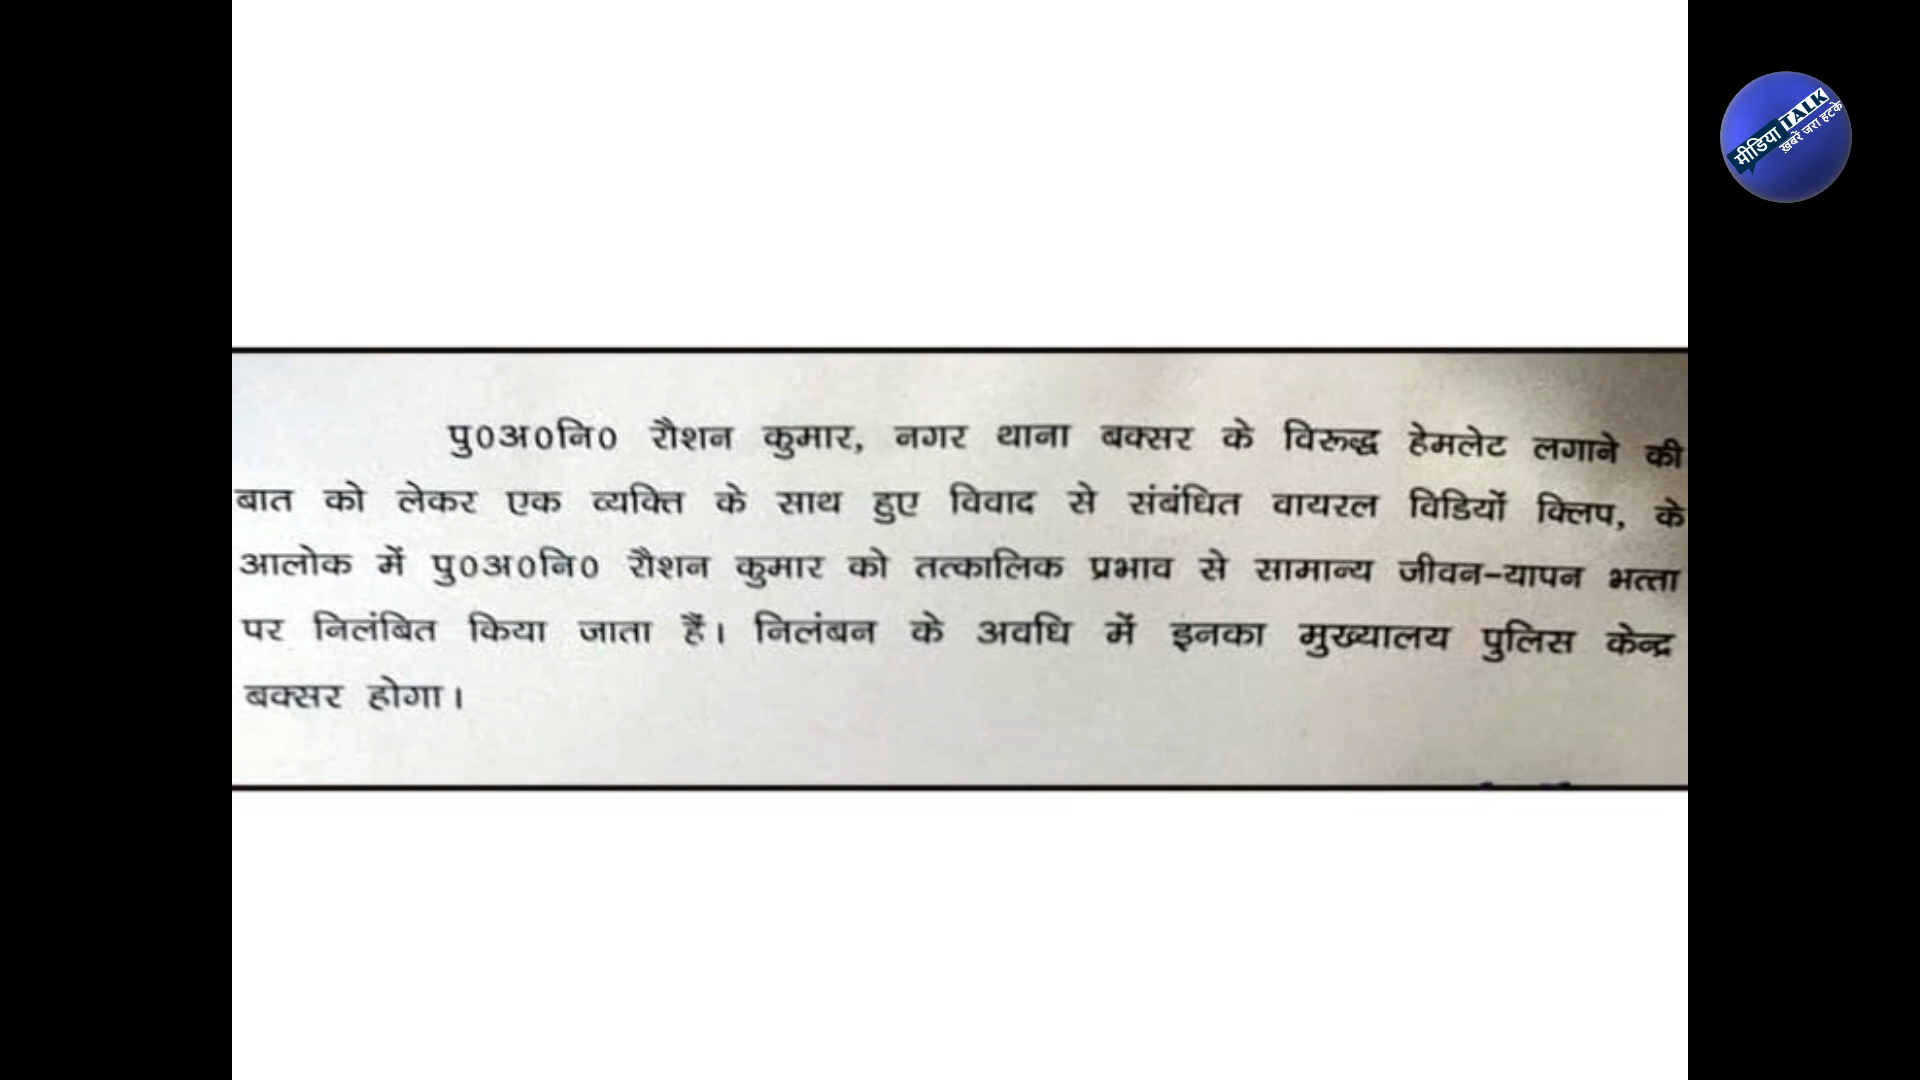 मीडिया TALK
ख़बरें जरा हटके
पु0अ0नि0 रौशन कुमार, नगर थाना बक्सर के विरूद्ध हेमलेट लगाने की
बात को लेकर एक व्यक्ति के साथ हुए विवाद से संबंधित वायरल विडियों क्लिप, के
आलोक में पु0अ0नि0 रौशन कुमार को तत्कालिक प्रभाव से सामान्य जीवन-यापन भत्ता
पर निलंबित किया जाता हैं। निलंबन के अवधि में इनका मुख्यालय पुलिस केन्द्र
बक्सर होगा।